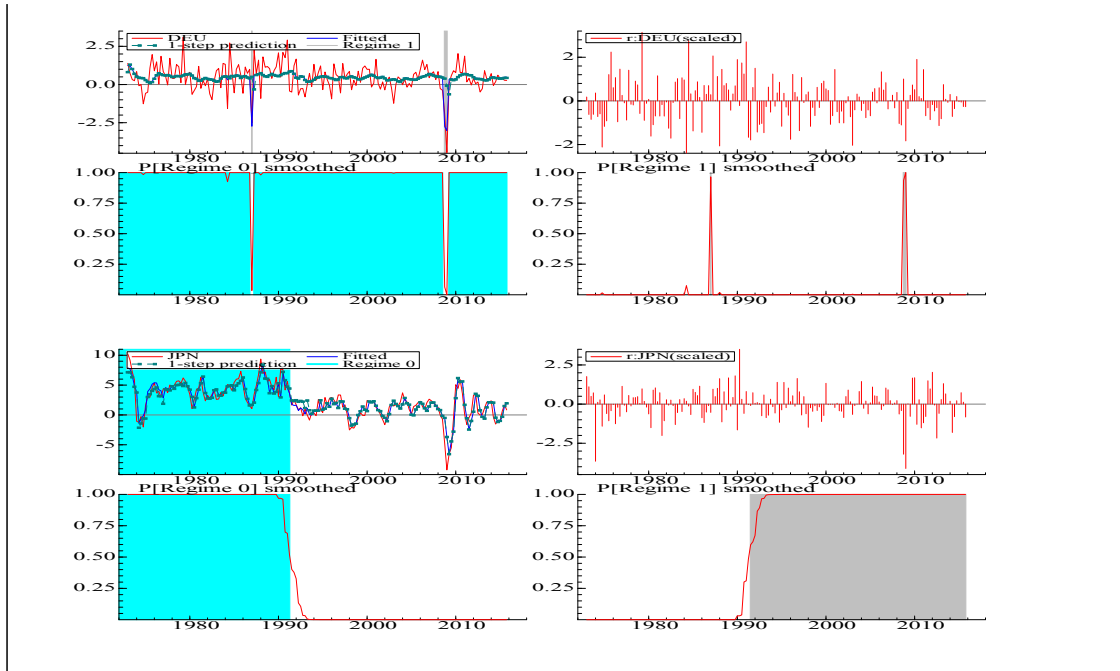 DEU Fitted
1-step prediction Regime 1
2.5
0.0
-2.5
1980 1990 2000 2010
r:DEU(scaled)
2
0
-2
1980 1990 2000 2010
P[Regime 0] smoothed
1.00
0.75
0.50
0.25
1980 1990 2000 2010
P[Regime 1] smoothed
1.00
0.75
0.50
0.25
1980 1990 2000 2010
JPN Fitted
1-step prediction Regime 0
10
5
0
-5
1980 1990 2000 2010
r:JPN(scaled)
2.5
0.0
-2.5
1980 1990 2000 2010
P[Regime 0] smoothed
1.00
0.75
0.50
0.25
1980 1990 2000 2010
P[Regime 1] smoothed
1.00
0.75
0.50
0.25
1980 1990 2000 2010